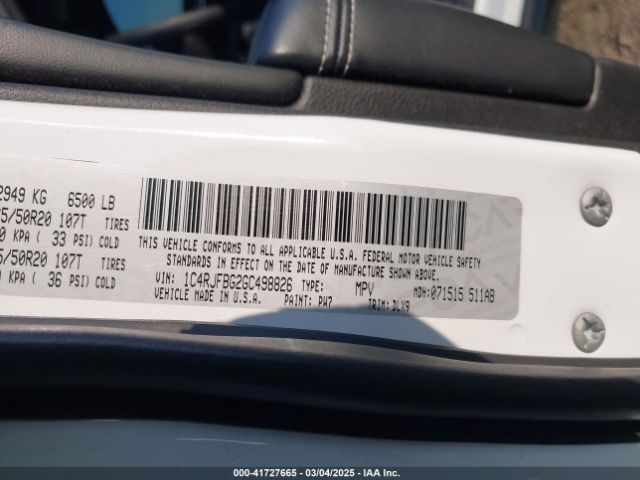 2949 KG 6500 LB
5/50R20 107T TIRES
0 KPA ( 33 PSI) COLD
5/50R20 107T TIRES
KPA ( 36 PSI) COLD
THIS VEHICLE CONFORMS TO ALL APPLICABLE U.S.A. FEDERAL MOTOR VEHICLE SAFETY
STANDARDS IN EFFECT ON THE DATE OF MANUFACTURE SHOWN ABOVE.
VIN: 1C4RJFBG2GC498826 TYPE: MPV MDH: 071515 511AB
VEHICLE MADE IN U.S.A. PAINT: PW7 TRIM: DLX9
000-41727665 - 03/04/2025 - IAA Inc.